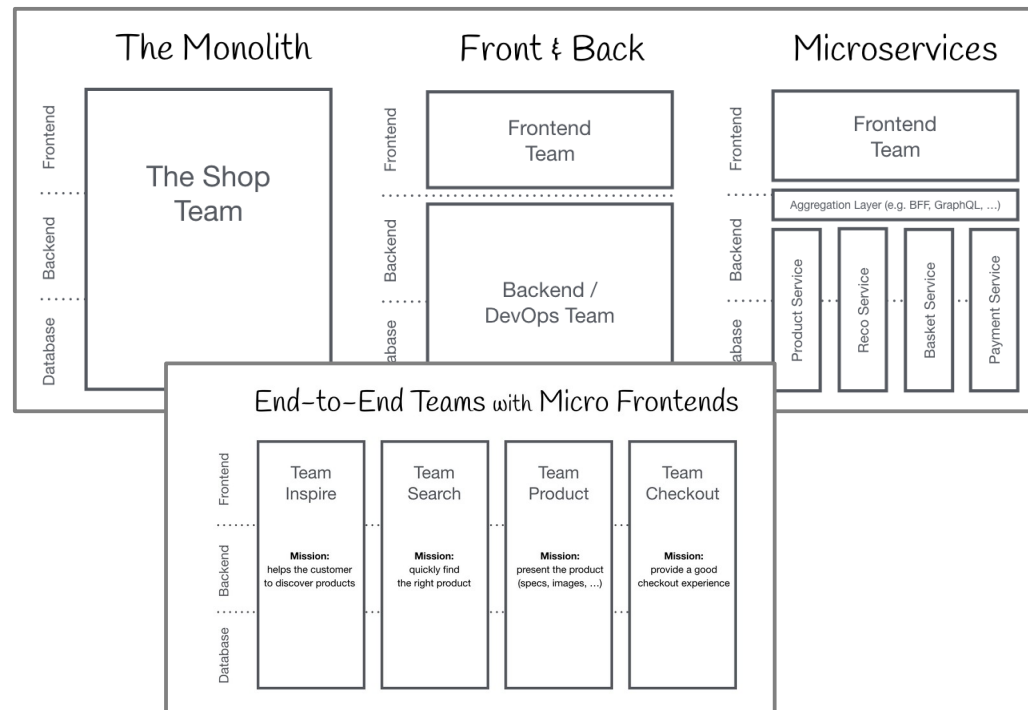 The Monolith
Frontend
Backend
Database
The Shop
Team
Front & Back
Frontend
Backend
abase
Frontend
Team
Backend /
DevOps Team
Microservices
Frontend
Backend
ab
Frontend
Team
Aggregation Layer (e.g. BFF, GraphQL, ...)
Product Service
Reco Service
Basket Service
Payment Service
End-to-End Teams with Micro Frontends
Frontend
Backend
Database
Team
Inspire
Mission:
helps the customer
to discover products
Team
Search
Mission:
quickly find
the right product
Team
Product
Mission:
present the product
(specs, images, ...)
Team
Checkout
Mission:
provide a good
checkout experience